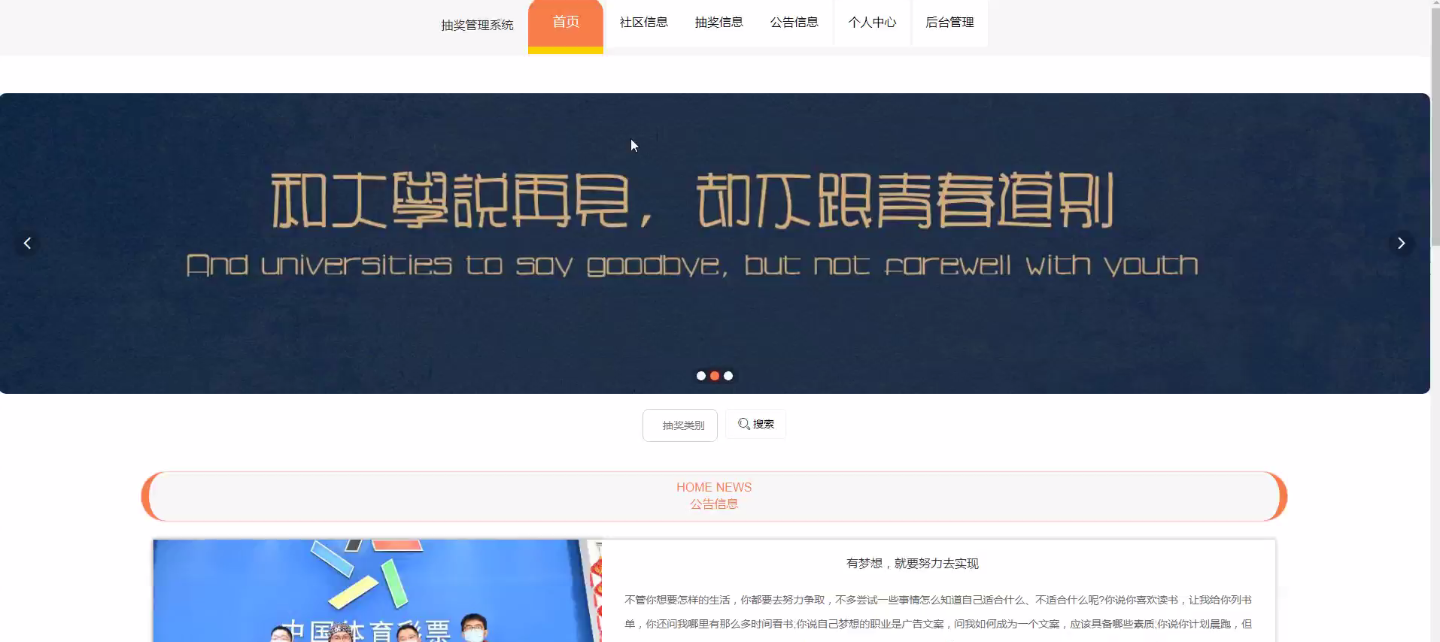 抽奖管理系统 首页 社区信息 抽奖信息 公告信息 个人中心 后台管理
和大學説再見，却不跟青春道别
And universities to say goodbye, but not farewell with youth
抽奖类别 搜索
HOME NEWS
公告信息
有梦想，就要努力去实现
不管你想要怎样的生活，你都要去努力争取，不多尝试一些事情怎么知道自己适合什么、不适合什么呢?你说你喜欢读书，让我给你列书
单，你还问我哪里有那么多时间看书;你说自己梦想的职业是广告文案，问我如何成为一个文案，应该具备哪些素质;你说你计划晨跑，但
中国体育彩票